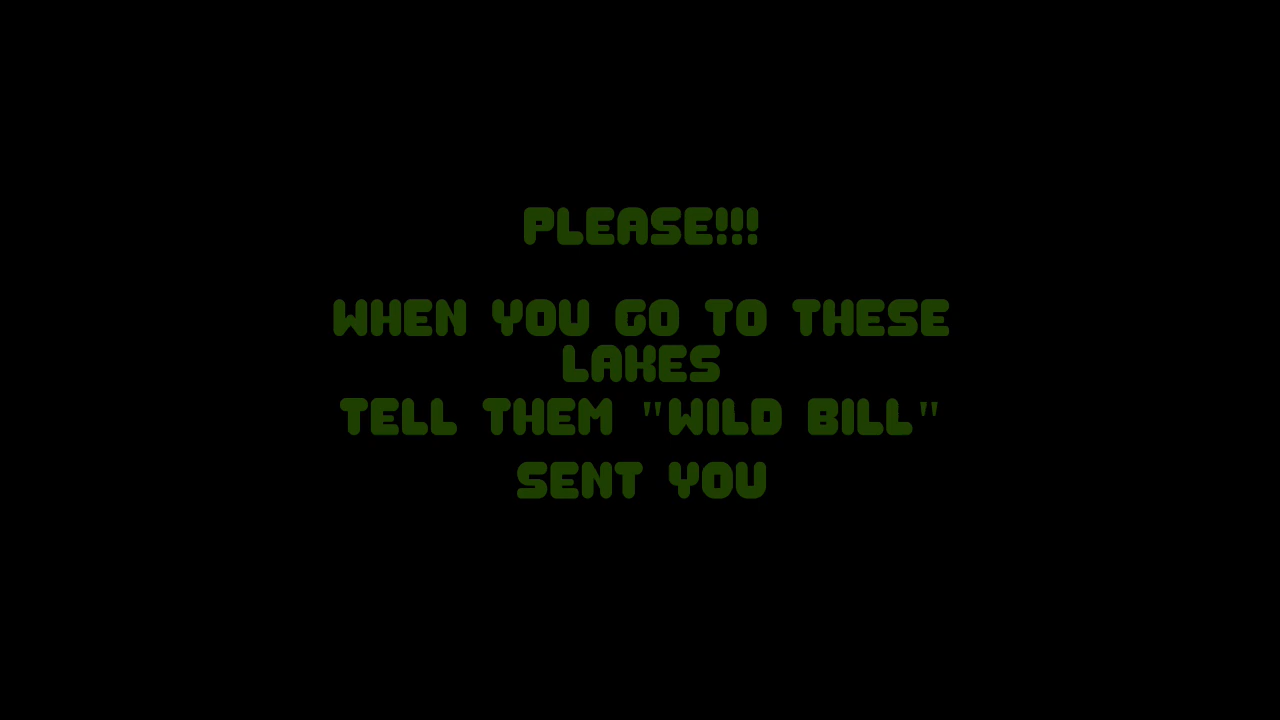 PLEASE!!!
WHEN YOU GO TO THESE
LAKES
TELL THEM "WILD BILL"
SENT YOU